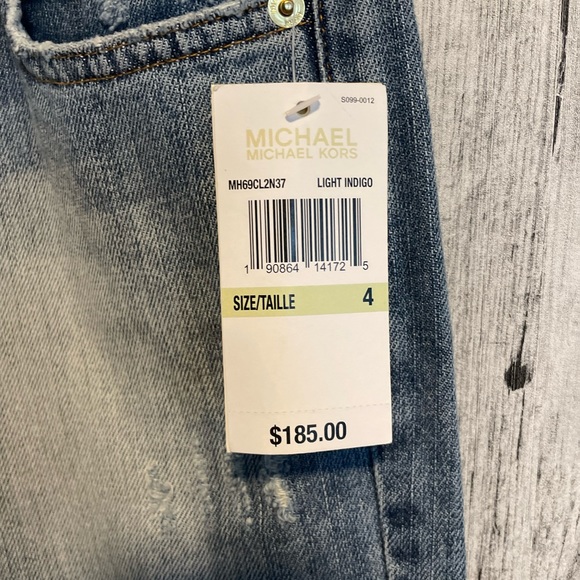 S099-0012
MICHAEL
MICHAEL KORS
MH69CL2N37 LIGHT INDIGO
1 90864 14172 5
SIZE/TAILLE 4
$185.00